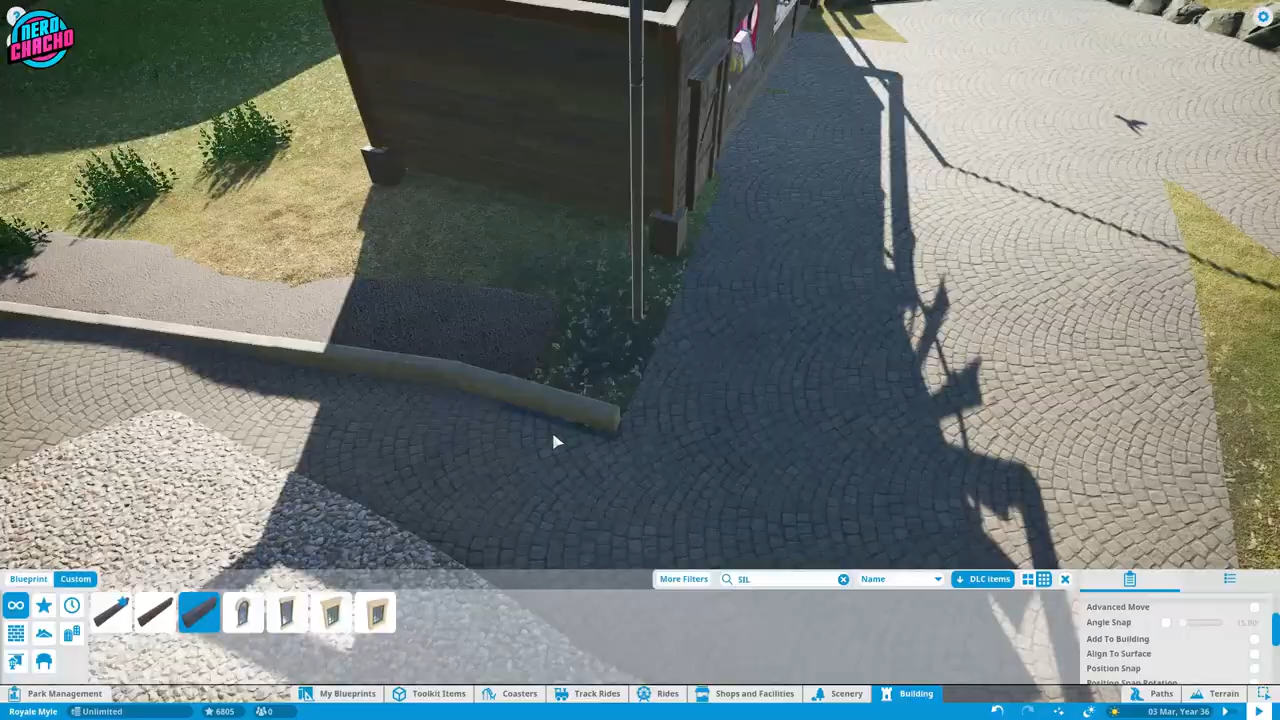 NERD
CHACHO
?
Blueprint
Custom
More Filters
SIL
Name
DLC items
Advanced Move
Angle Snap
Add To Building
Align To Surface
Position Snap
Park Management
My Blueprints
Toolkit Items
Coasters
Track Rides
Rides
Shops and Facilities
Scenery
Building
Paths
Terrain
Royale Myle
Unlimited
6805
0
03 Mar, Year 36